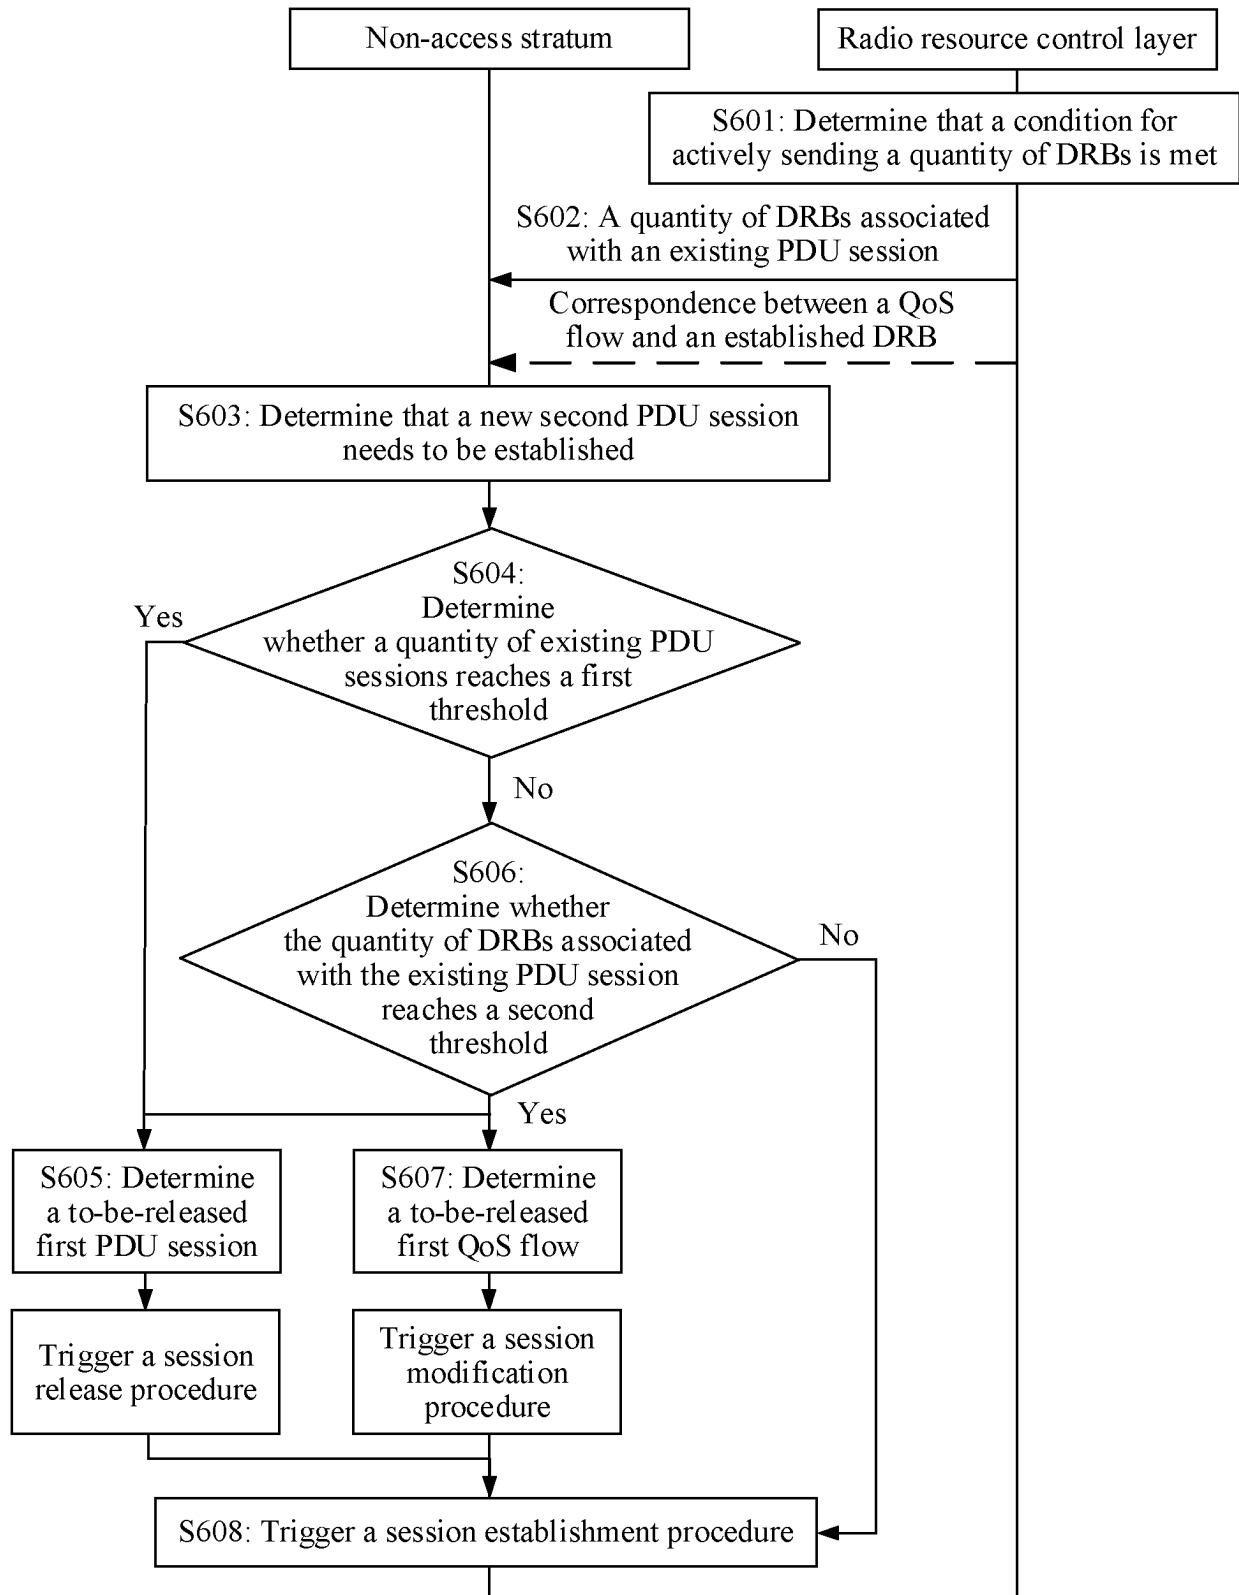 Non-access stratum
Radio resource control layer
S601: Determine that a condition for
actively sending a quantity of DRBs is met
S602: A quantity of DRBs associated
with an existing PDU session
Correspondence between a QoS
flow and an established DRB
S603: Determine that a new second PDU session
needs to be established
S604:
Determine
whether a quantity of existing PDU
sessions reaches a first
threshold
Yes
No
S606:
Determine whether
the quantity of DRBs associated
with the existing PDU session
reaches a second
threshold
No
Yes
S605: Determine
a to-be-released
first PDU session
S607: Determine
a to-be-released
first QoS flow
Trigger a session
release procedure
Trigger a session
modification
procedure
S608: Trigger a session establishment procedure